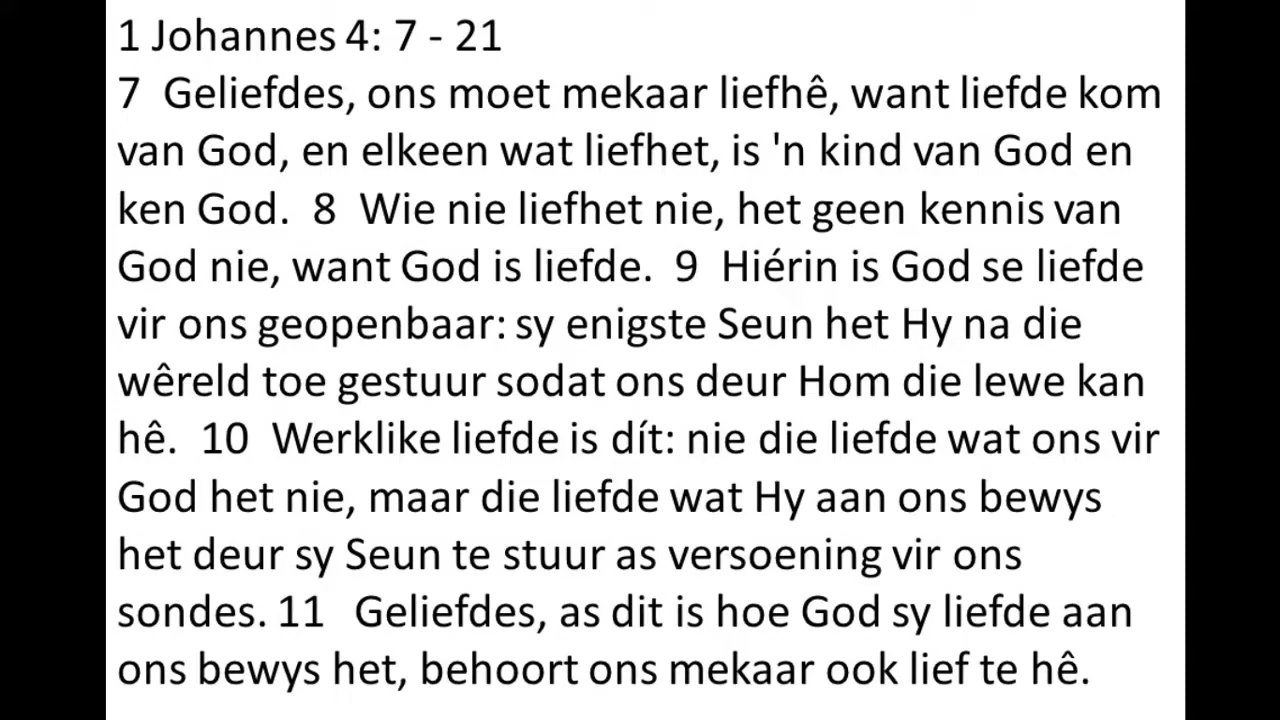 1 Johannes 4: 7 - 21
7  Geliefdes, ons moet mekaar liefhê, want liefde kom
van God, en elkeen wat liefhet, is 'n kind van God en
ken God.  8  Wie nie liefhet nie, het geen kennis van
God nie, want God is liefde.  9  Hiérin is God se liefde
vir ons geopenbaar: sy enigste Seun het Hy na die
wêreld toe gestuur sodat ons deur Hom die lewe kan
hê.  10  Werklike liefde is dít: nie die liefde wat ons vir
God het nie, maar die liefde wat Hy aan ons bewys
het deur sy Seun te stuur as versoening vir ons
sondes. 11   Geliefdes, as dit is hoe God sy liefde aan
ons bewys het, behoort ons mekaar ook lief te hê.